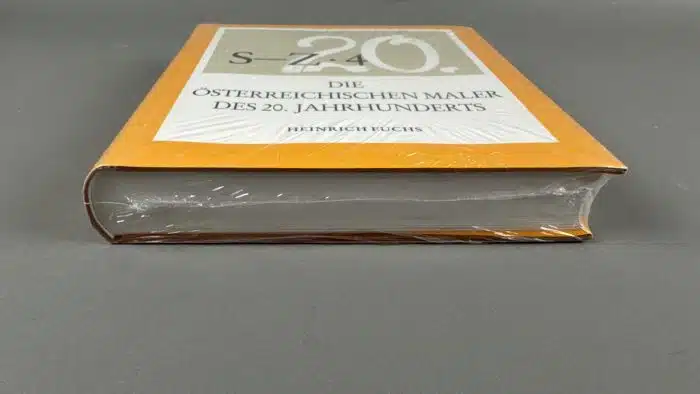 20.
S—Z · 4
DIE
ÖSTERREICHISCHEN MALER
DES 20. JAHRHUNDERTS
HEINRICH FUCHS